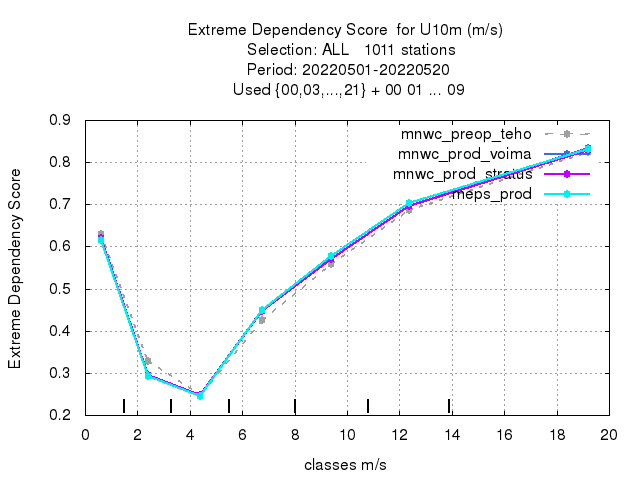 Extreme Dependency Score  for U10m (m/s)
Selection: ALL   1011 stations
Period: 20220501-20220520
Used {00,03,...,21} + 00 01 ... 09
Extreme Dependency Score
0.9
0.8
0.7
0.6
0.5
0.4
0.3
0.2
mnwc_preop_teho
mnwc_prod_voima
mnwc_prod_stratus
meps_prod
0 2 4 6 8 10 12 14 16 18 20
classes m/s